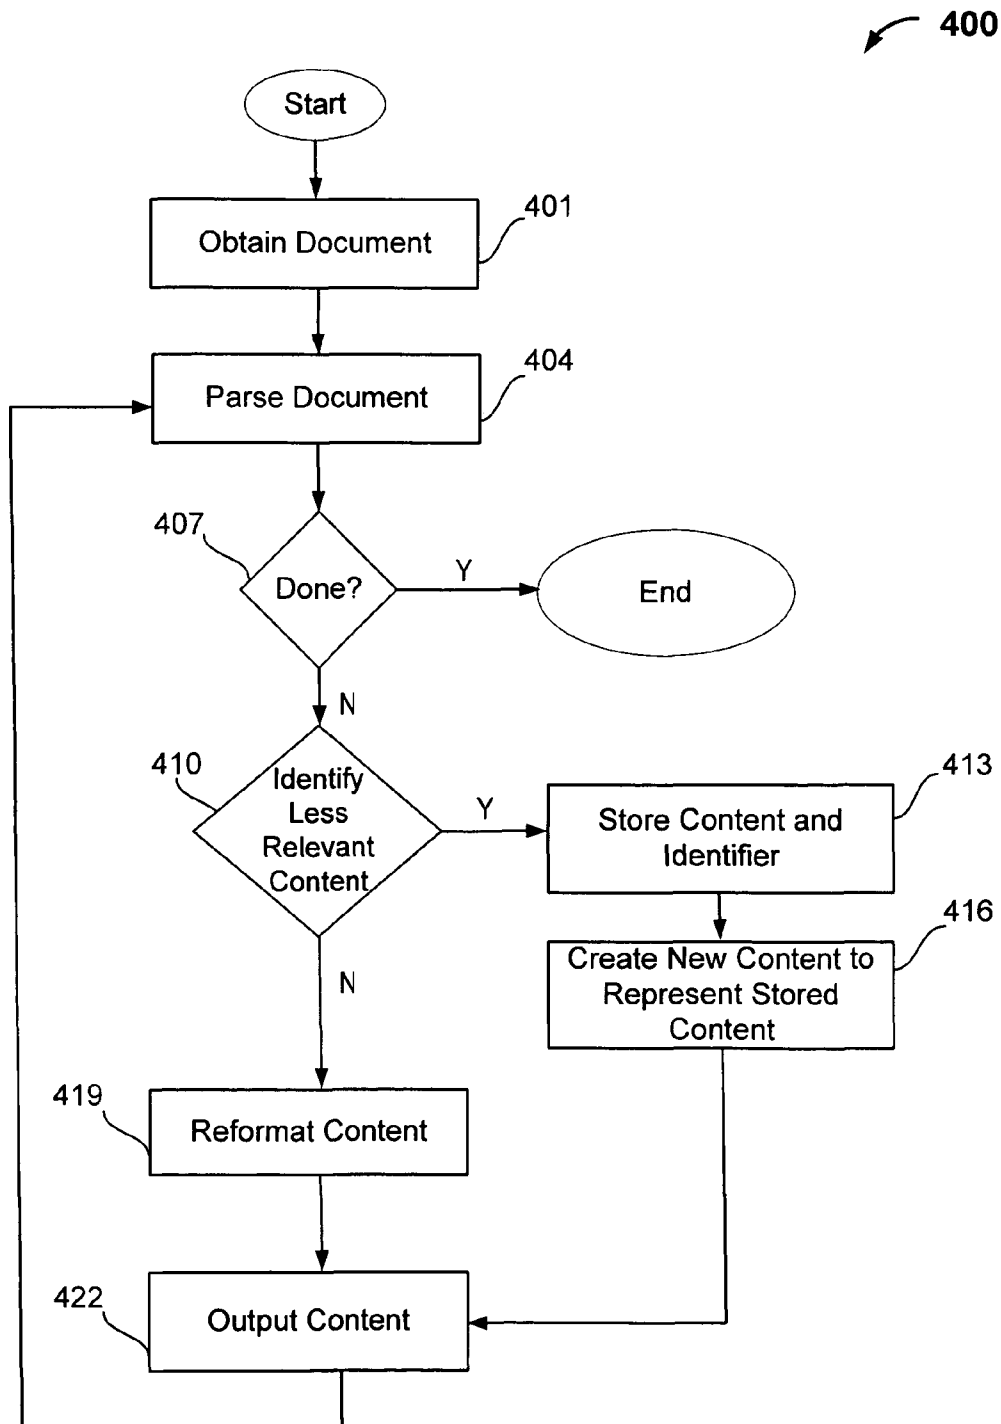 400
Start
401
Obtain Document
404
Parse Document
407
Done?
Y
End
N
410
Identify
Less
Relevant
Content
Y
413
Store Content and
Identifier
416
Create New Content to
Represent Stored
Content
N
419
Reformat Content
422
Output Content